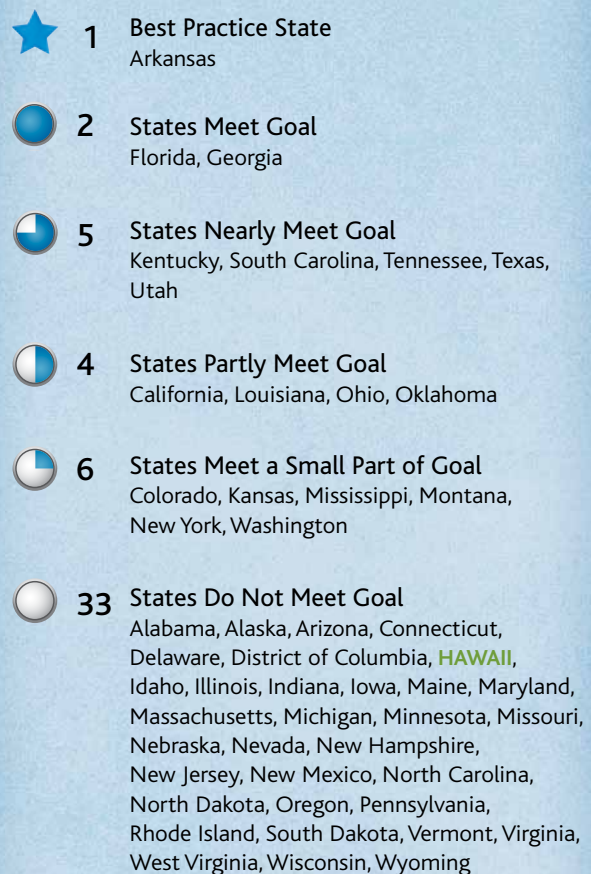 1 Best Practice State
Arkansas
2 States Meet Goal
Florida, Georgia
5 States Nearly Meet Goal
Kentucky, South Carolina, Tennessee, Texas,
Utah
4 States Partly Meet Goal
California, Louisiana, Ohio, Oklahoma
6 States Meet a Small Part of Goal
Colorado, Kansas, Mississippi, Montana,
New York, Washington
33 States Do Not Meet Goal
Alabama, Alaska, Arizona, Connecticut,
Delaware, District of Columbia, HAWAII,
Idaho, Illinois, Indiana, Iowa, Maine, Maryland,
Massachusetts, Michigan, Minnesota, Missouri,
Nebraska, Nevada, New Hampshire,
New Jersey, New Mexico, North Carolina,
North Dakota, Oregon, Pennsylvania,
Rhode Island, South Dakota, Vermont, Virginia,
West Virginia, Wisconsin, Wyoming